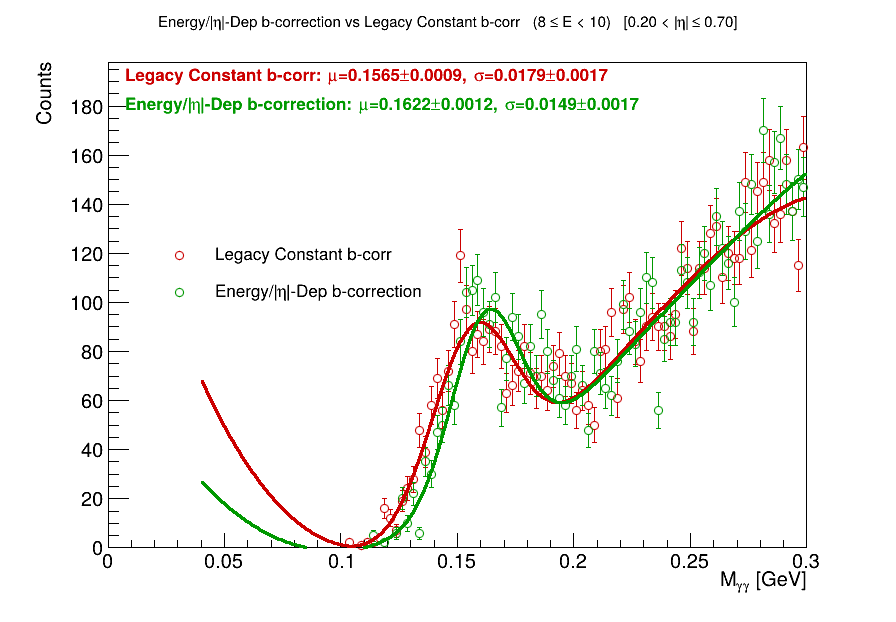 Energy/|η|-Dep b-correction vs Legacy Constant b-corr (8 ≤ E < 10) [0.20 < |η| ≤ 0.70]
Counts
Legacy Constant b-corr: μ=0.1565±0.0009, σ=0.0179±0.0017
Energy/|η|-Dep b-correction: μ=0.1622±0.0012, σ=0.0149±0.0017
180
160
140
120
100
80
60
40
20
0
Legacy Constant b-corr
Energy/|η|-Dep b-correction
0 0.05 0.1 0.15 0.2 0.25 0.3
Mγγ [GeV]